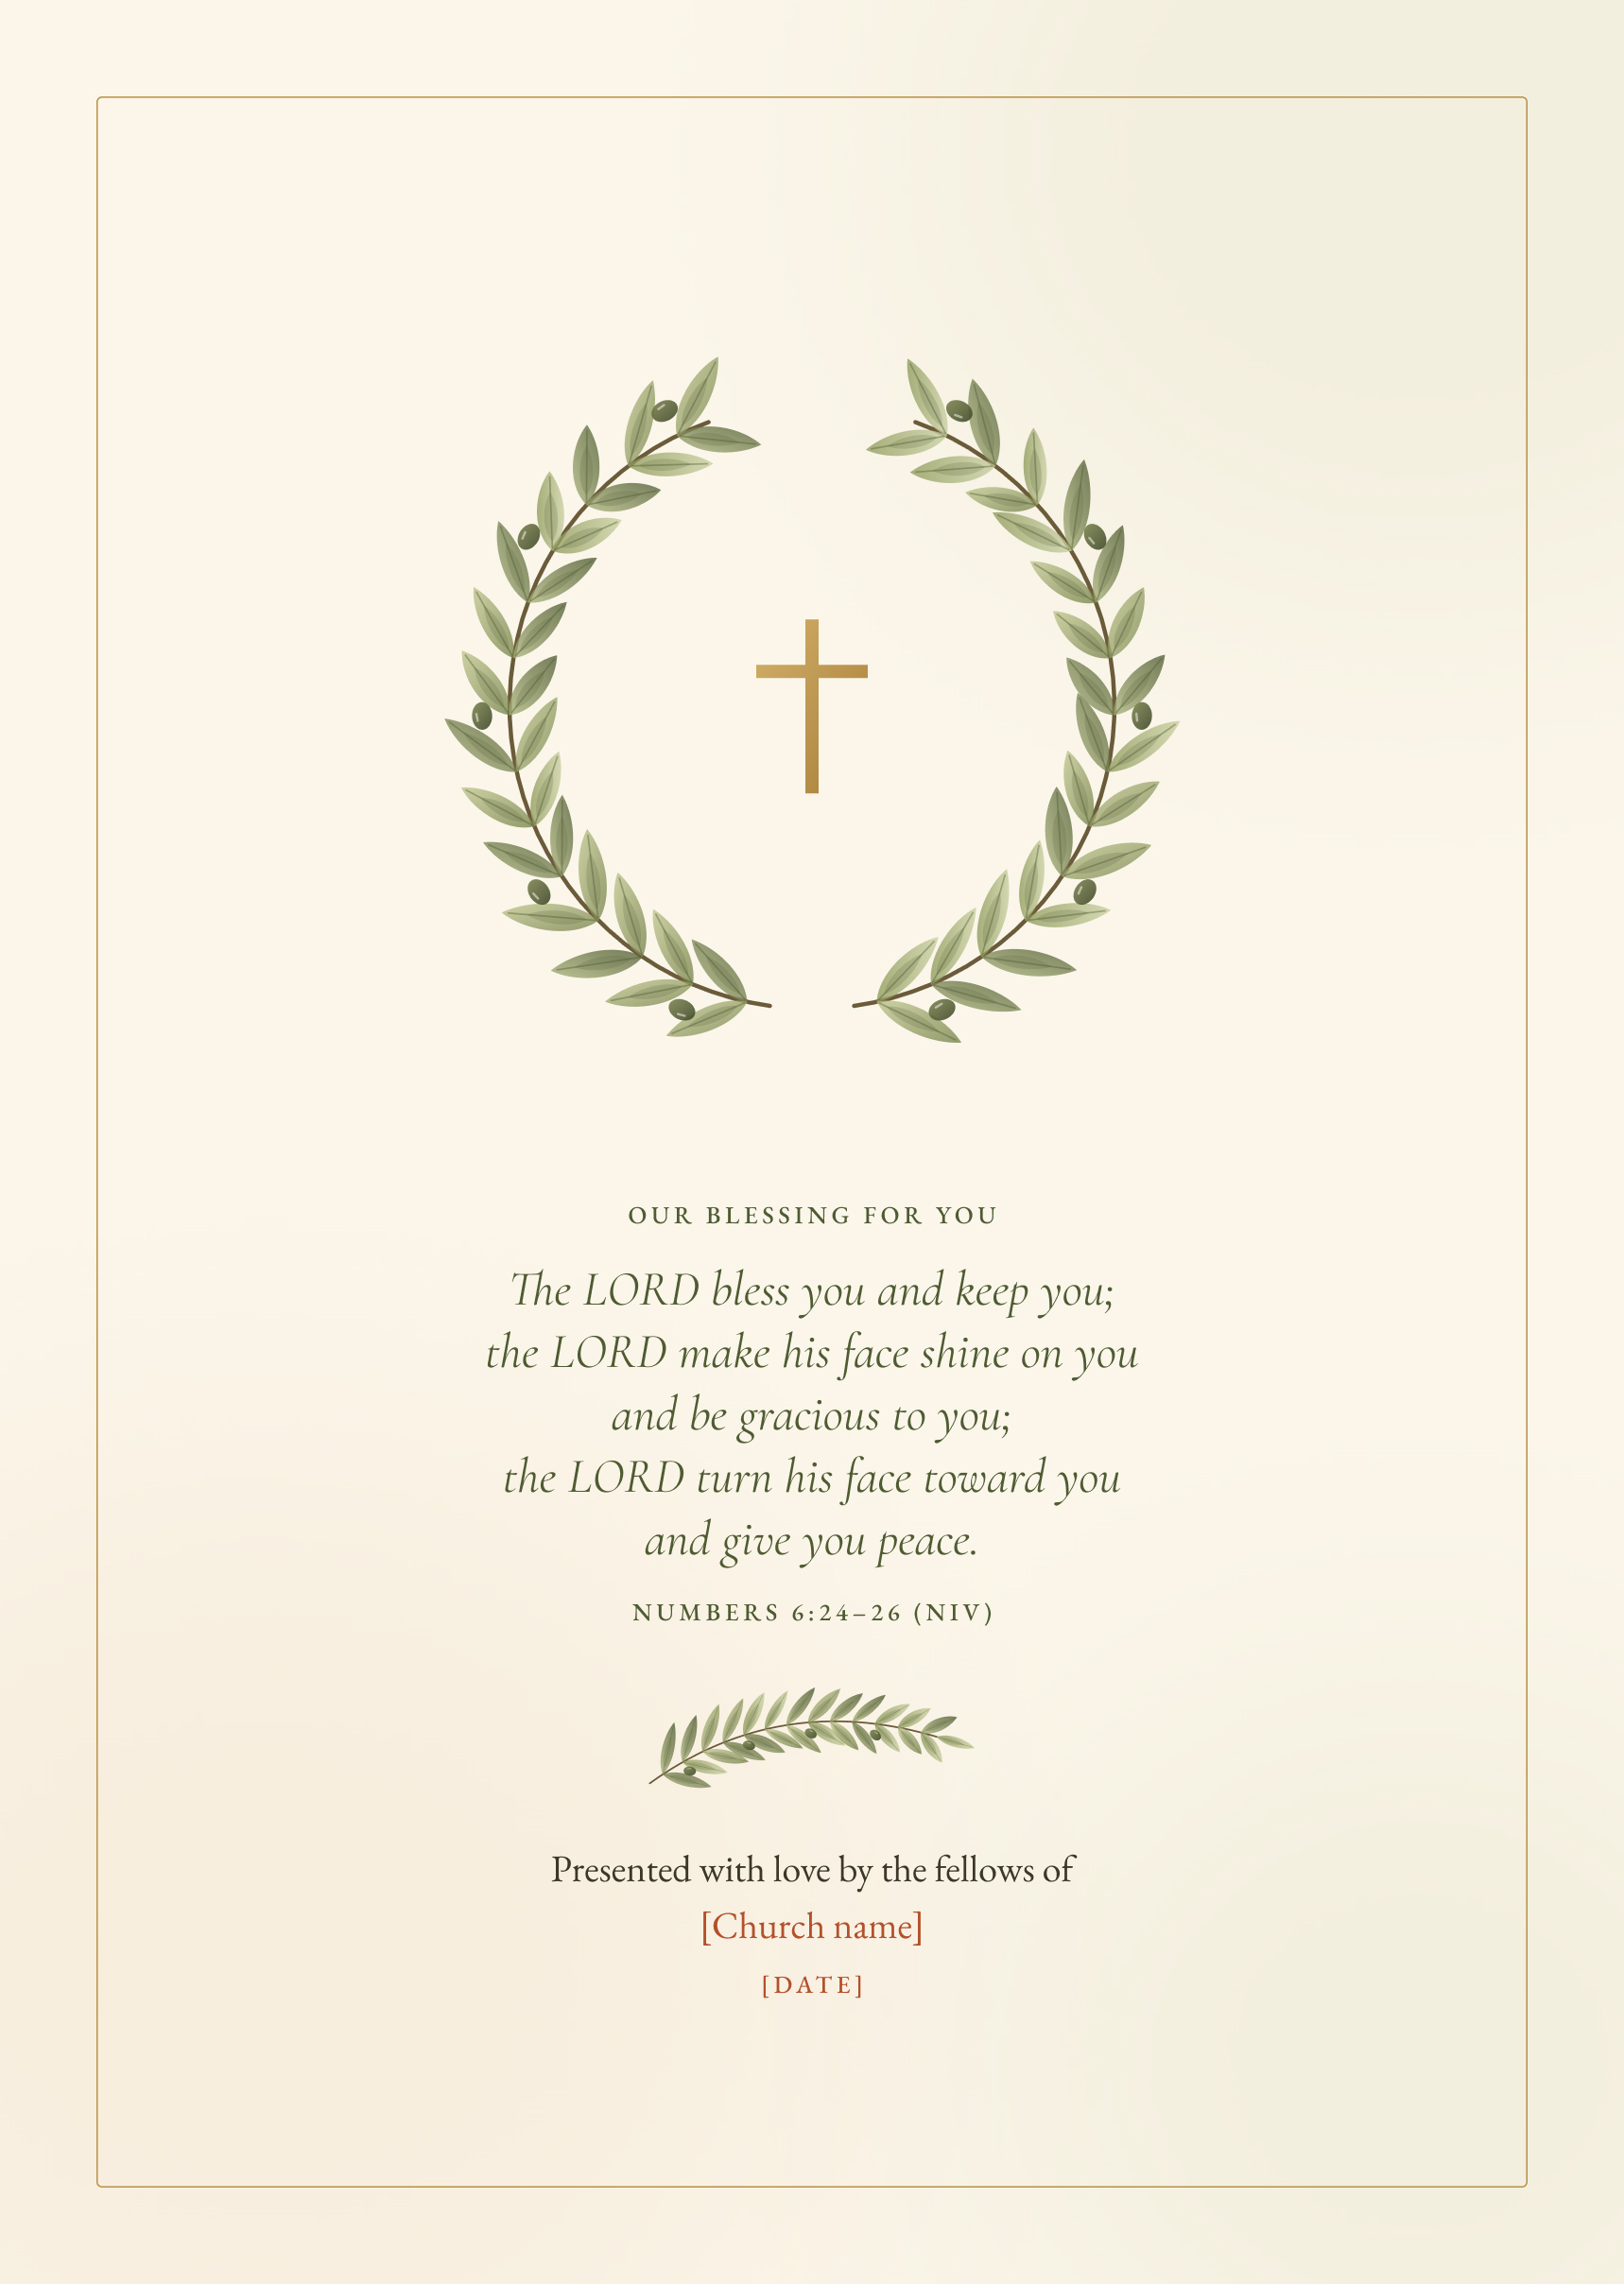 OUR BLESSING FOR YOU
The LORD bless you and keep you;
the LORD make his face shine on you
and be gracious to you;
the LORD turn his face toward you
and give you peace.
NUMBERS 6:24–26 (NIV)
Presented with love by the fellows of
[Church name]
[DATE]